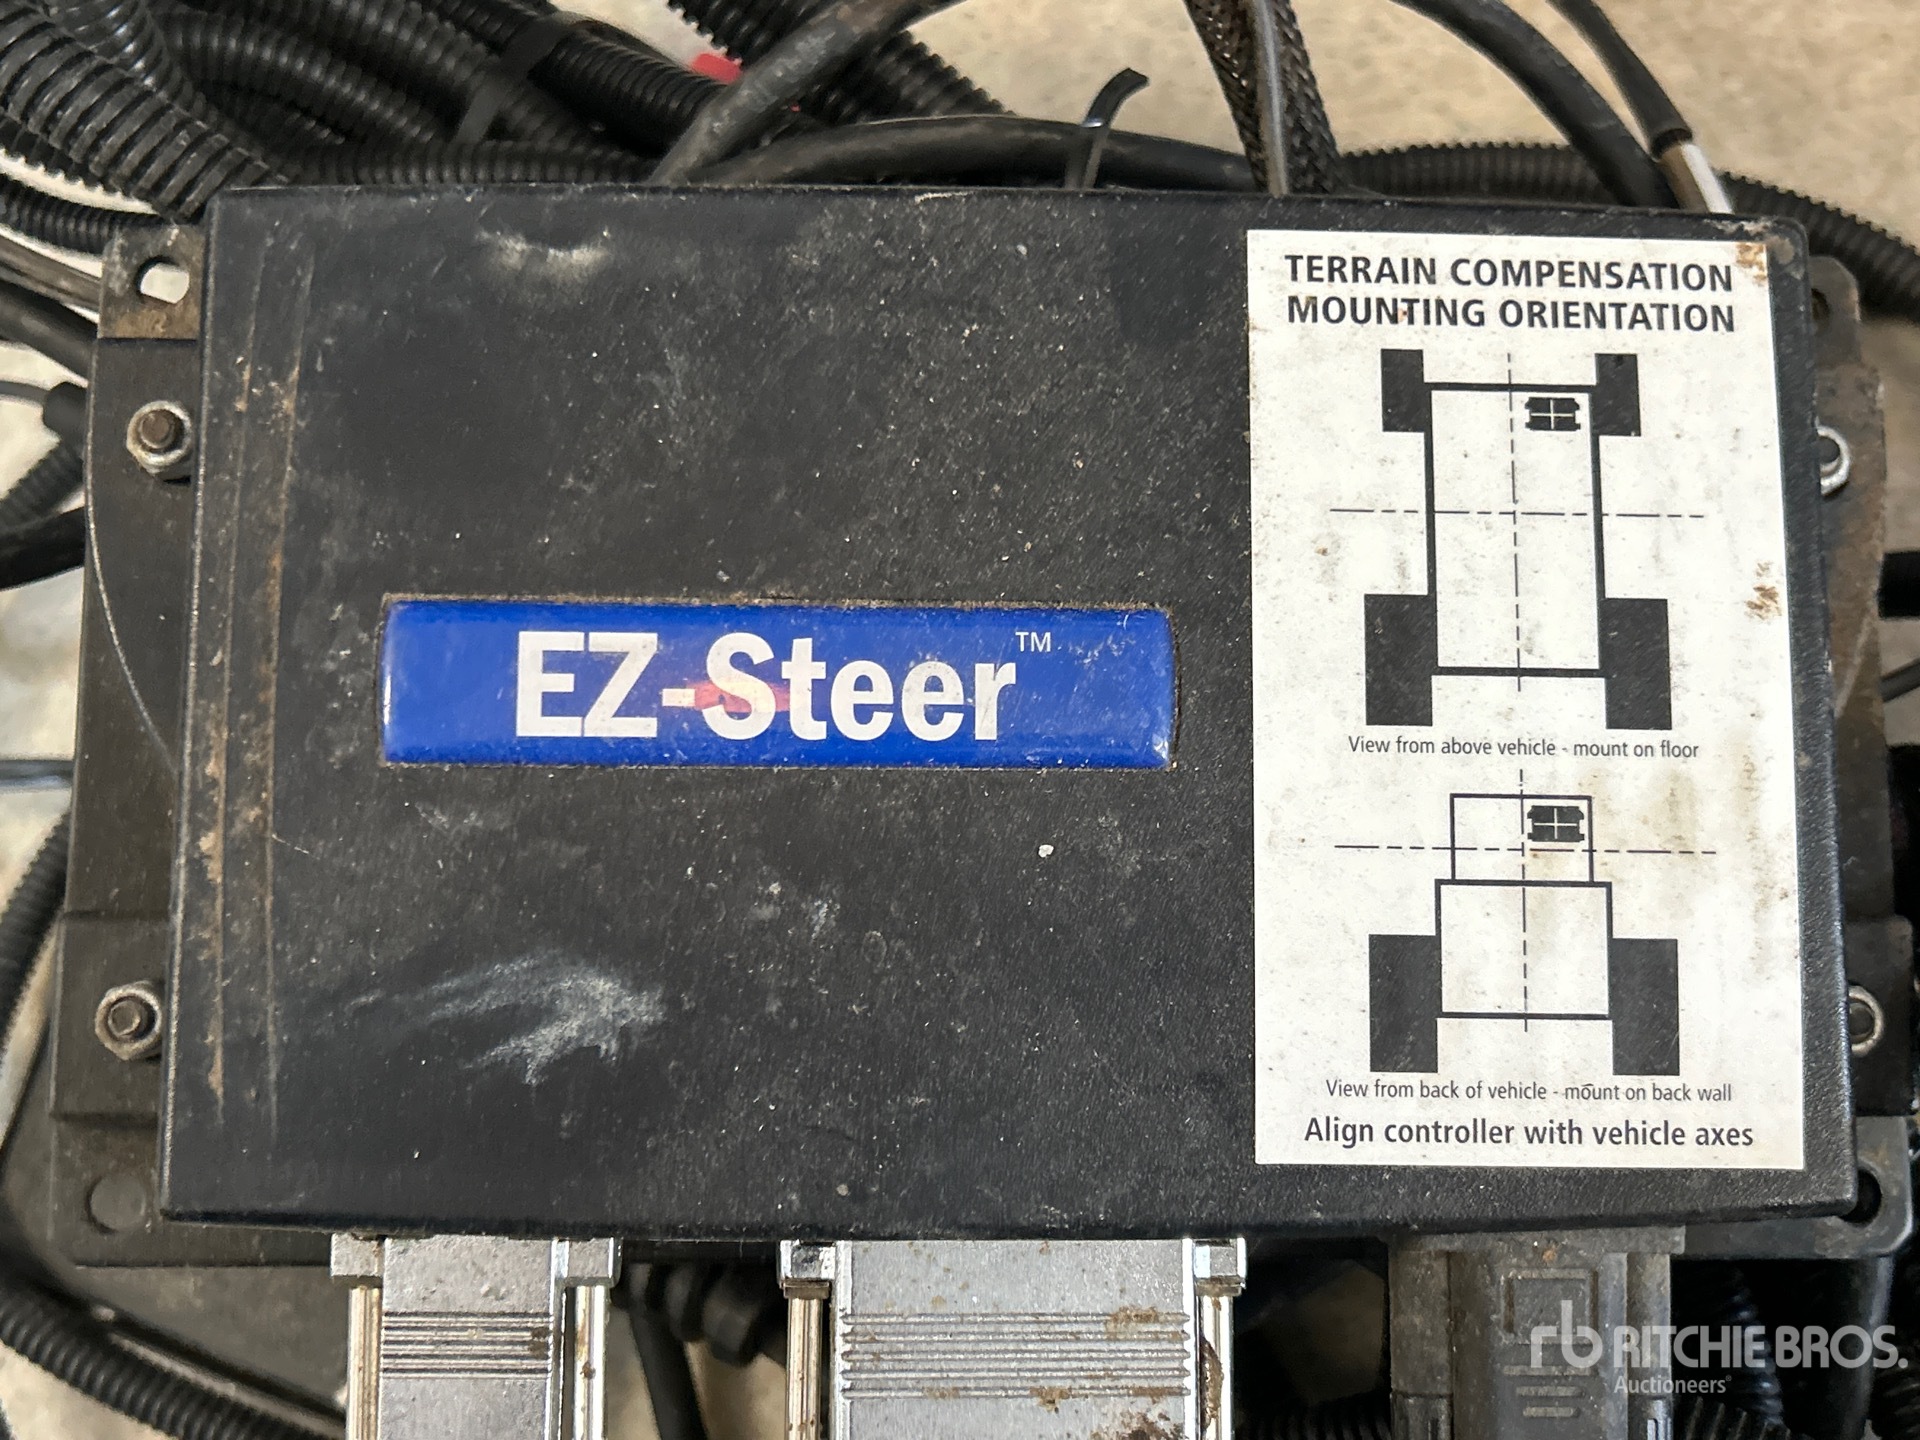 TERRAIN COMPENSATION
MOUNTING ORIENTATION
EZ-Steer™
View from above vehicle - mount on floor
View from back of vehicle - mount on back wall
Align controller with vehicle axes
rb RITCHIE BROS.
Auctioneers®